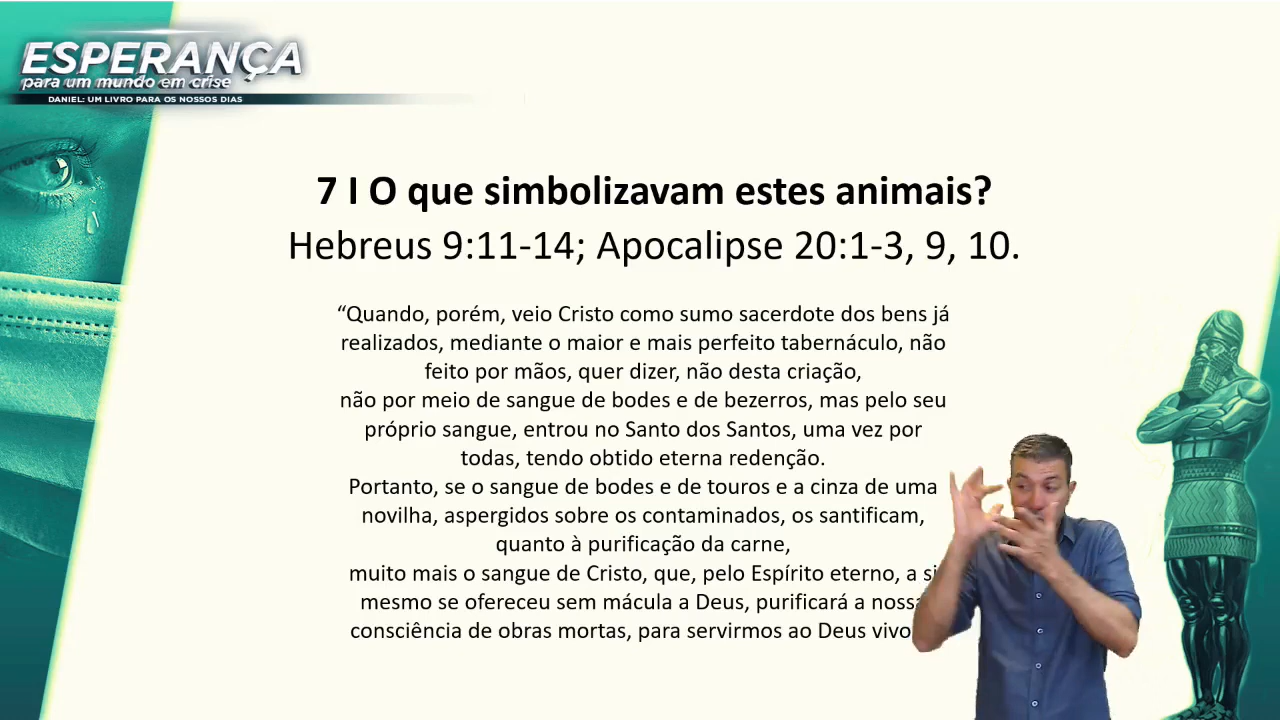 ESPERANÇA
para um mundo em crise
DANIEL: UM LIVRO PARA OS NOSSOS DIAS
7 I O que simbolizavam estes animais?
Hebreus 9:11-14; Apocalipse 20:1-3, 9, 10.
“Quando, porém, veio Cristo como sumo sacerdote dos bens já
realizados, mediante o maior e mais perfeito tabernáculo, não
feito por mãos, quer dizer, não desta criação,
não por meio de sangue de bodes e de bezerros, mas pelo seu
próprio sangue, entrou no Santo dos Santos, uma vez por
todas, tendo obtido eterna redenção.
Portanto, se o sangue de bodes e de touros e a cinza de uma
novilha, aspergidos sobre os contaminados, os santificam,
quanto à purificação da carne,
muito mais o sangue de Cristo, que, pelo Espírito eterno, a si
mesmo se ofereceu sem mácula a Deus, purificará a nossa
consciência de obras mortas, para servirmos ao Deus vivo